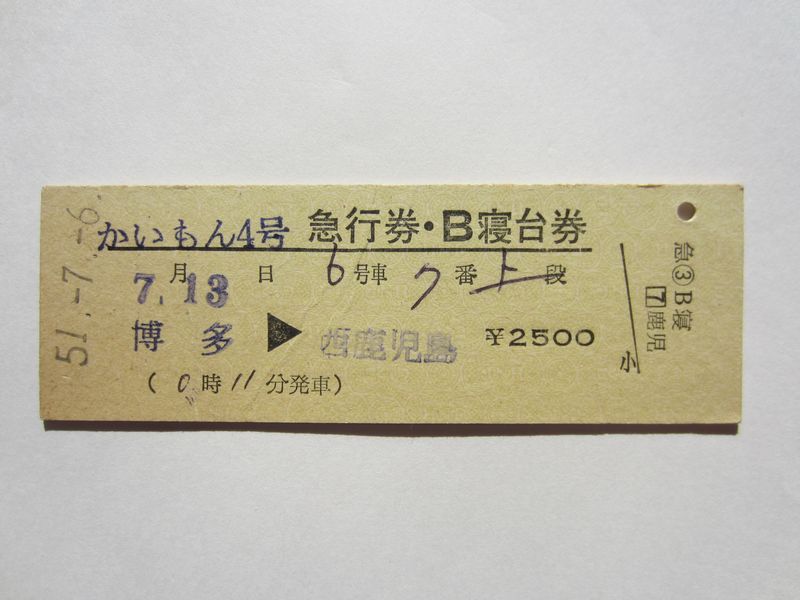 51.-7.-6.
かいもん4号 急行券・B寝台券
7月13日 6号車 7番上段
博多▶西鹿児島 ¥2500
(0時11分発車)
小
急③B寝
7鹿児